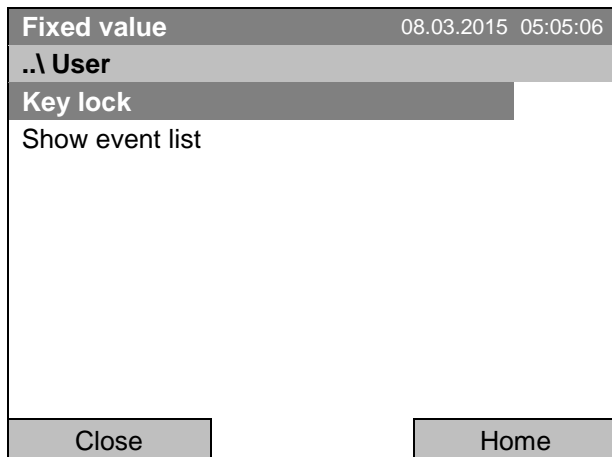 Fixed value 08.03.2015 05:05:06
..\ User
Key lock
Show event list
Close Home